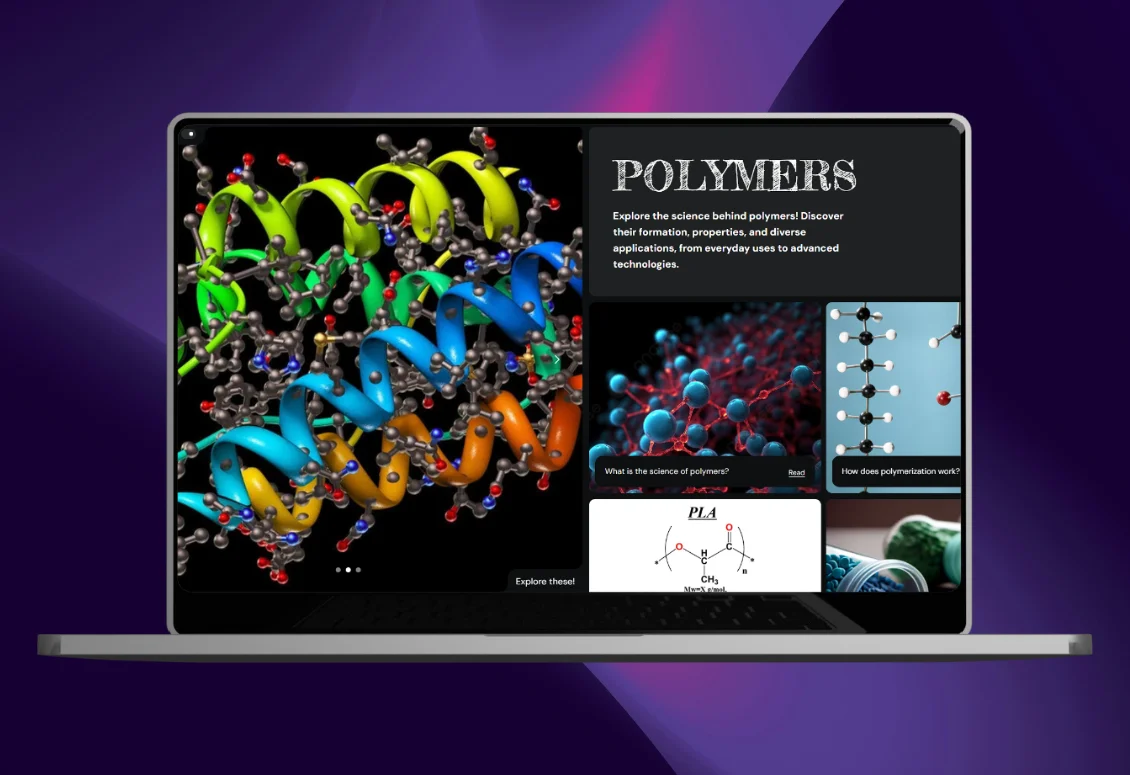 POLYMERS
Explore the science behind polymers! Discover
their formation, properties, and diverse
applications, from everyday uses to advanced
technologies.
What is the science of polymers?
Read
How does polymerization work?
PLA
O
O
H
C
C
*
*
n
CH₃
Mw=X g/mol.
Explore these!